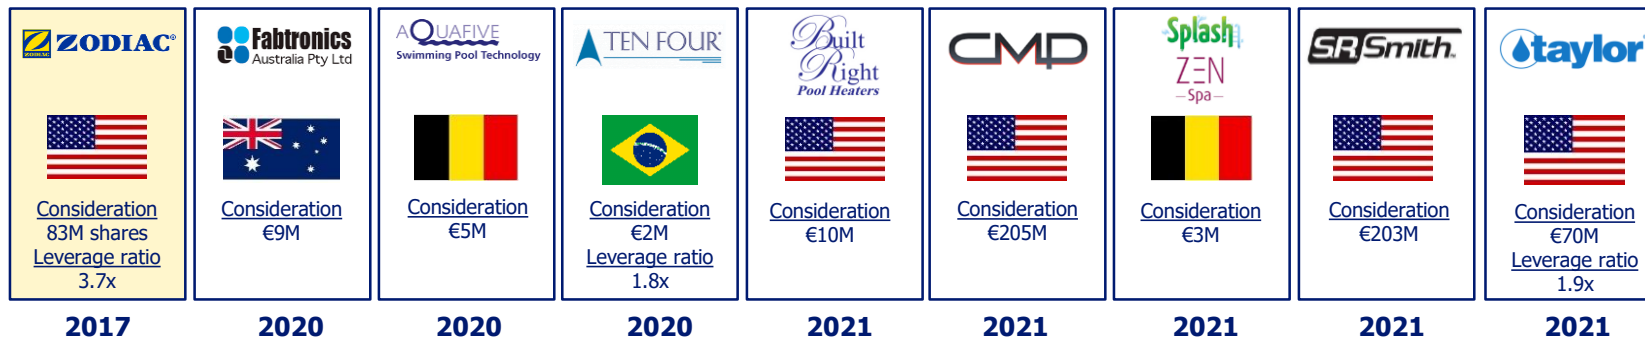 ZODIAC®
ZODIAC
Consideration
83M shares
Leverage ratio
3.7x
2017
Fabtronics
Australia Pty Ltd
Consideration
€9M
2020
AQUAFIVE
Swimming Pool Technology
Consideration
€5M
2020
TEN FOUR
Consideration
€2M
Leverage ratio
1.8x
2020
Built
Right
Pool Heaters
Consideration
€10M
2021
CMP
Consideration
€205M
2021
Splash
ZEN
–Spa–
Consideration
€3M
2021
SRSmith
Consideration
€203M
2021
taylor
Consideration
€70M
Leverage ratio
1.9x
2021